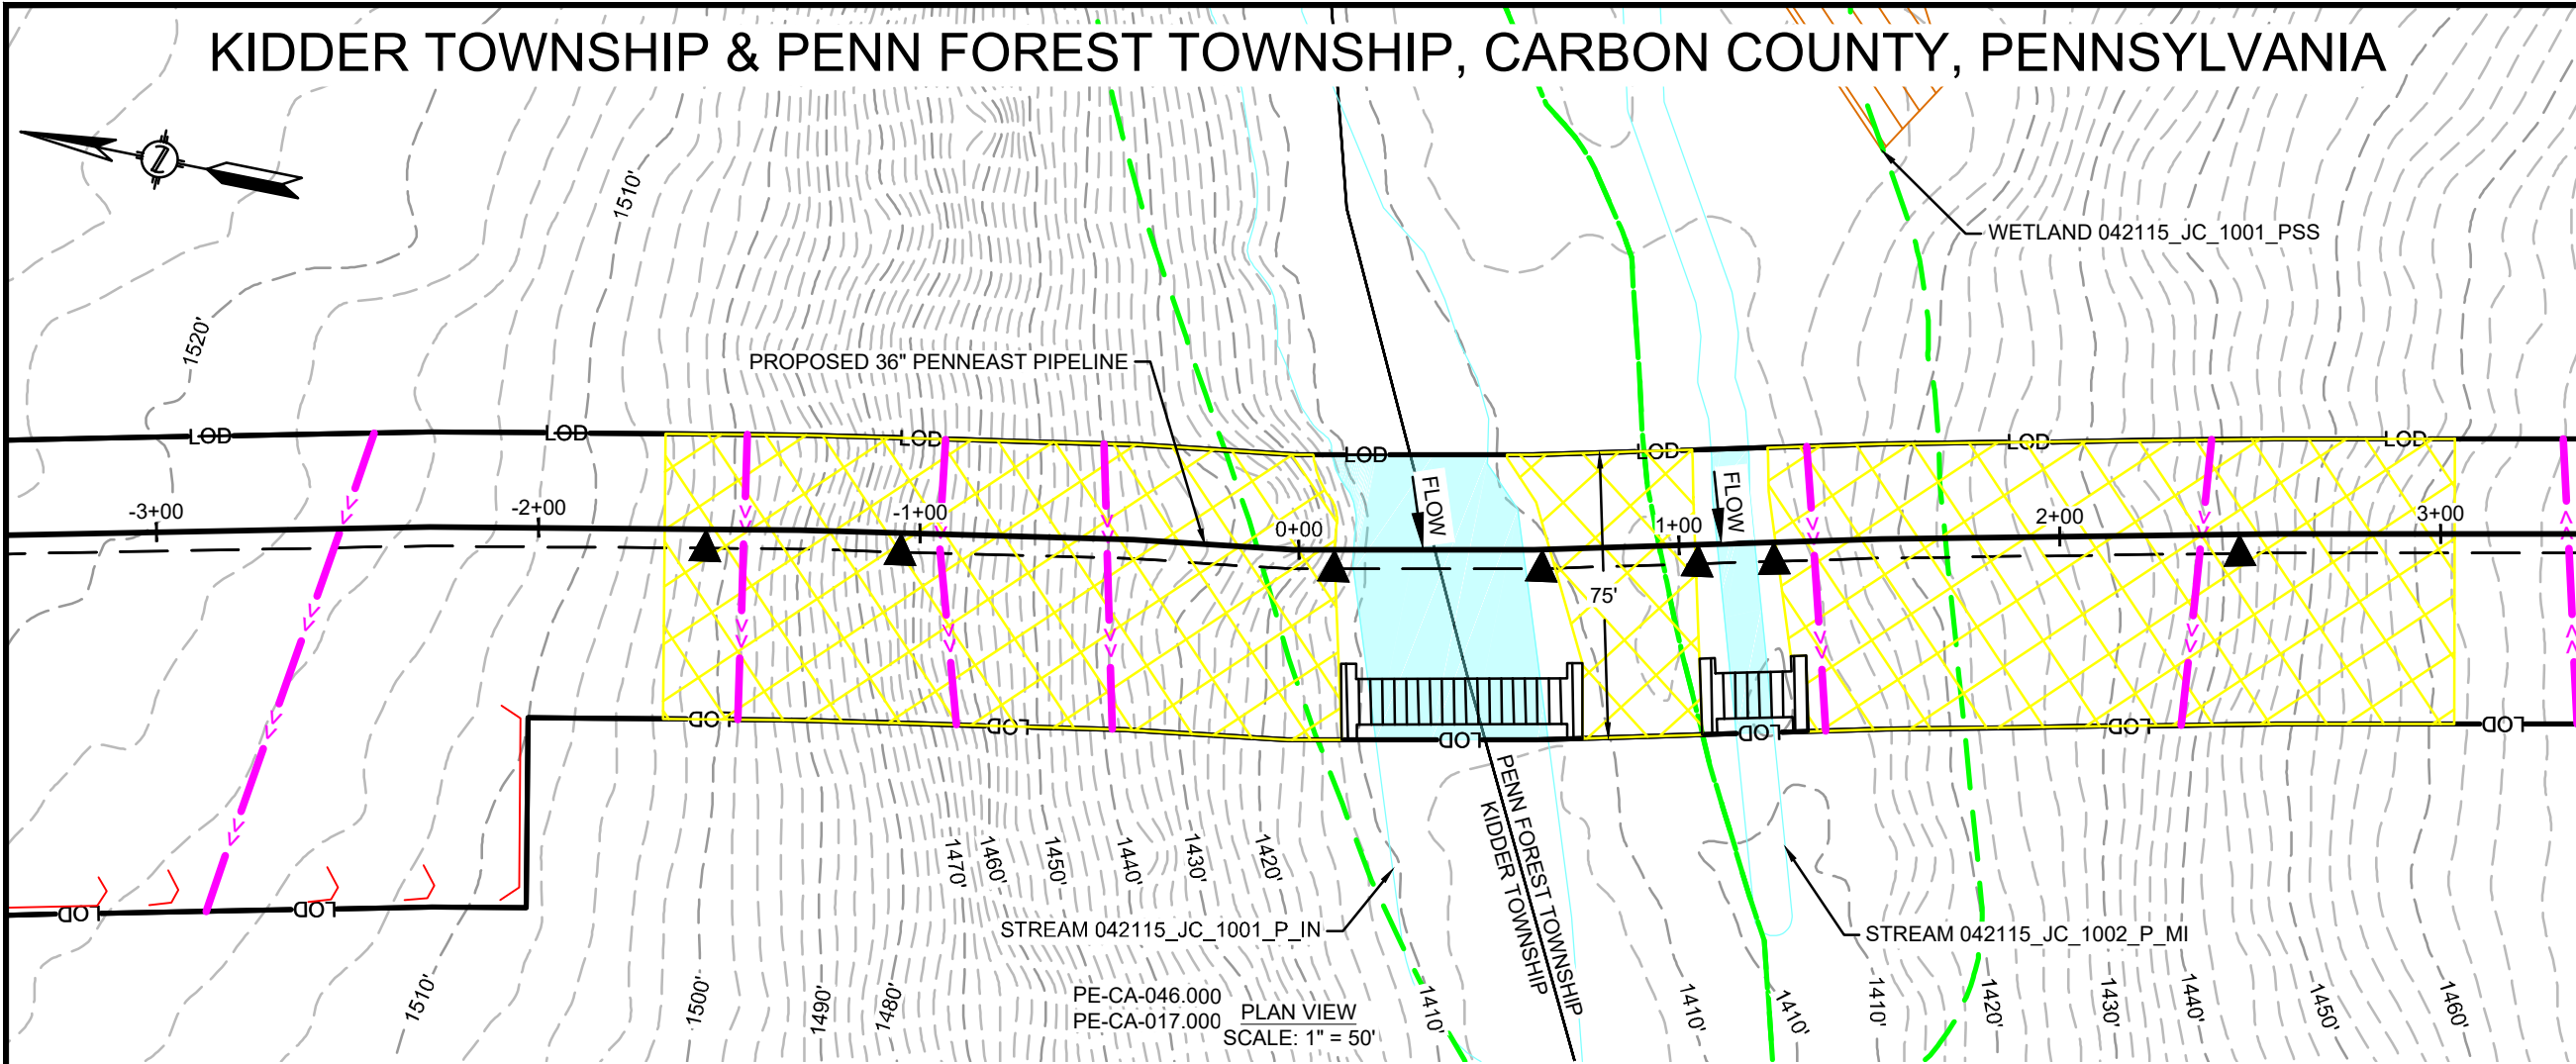 KIDDER TOWNSHIP & PENN FOREST TOWNSHIP, CARBON COUNTY, PENNSYLVANIA
Z
1510'
1520'
WETLAND 042115_JC_1001_PSS
PROPOSED 36" PENNEAST PIPELINE
LOD
LOD
LOD
LOD
LOD
LOD
LOD
-3+00
-2+00
-1+00
0+00
FLOW
1+00
FLOW
2+00
3+00
75'
LOD
LOD
LOD
LOD
LOD
LOD
LOD
LOD
PENN FOREST TOWNSHIP
KIDDER TOWNSHIP
1470'
1460'
1450'
1440'
1430'
1420'
STREAM 042115_JC_1001_P_IN
STREAM 042115_JC_1002_P_MI
1510'
1500'
1490'
1480'
1410'
1410'
1410'
1410'
1420'
1430'
1440'
1450'
1460'
PE-CA-046.000
PE-CA-017.000
PLAN VIEW
SCALE: 1" = 50'